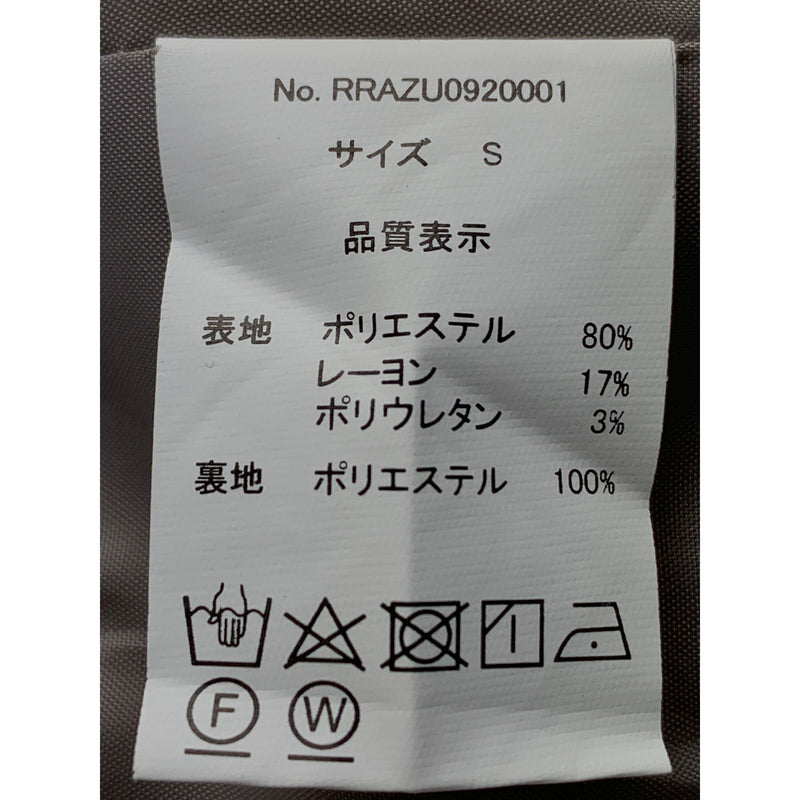 No. RRAZU0920001
サイズ S
品質表示
表地 ポリエステル 80%
レーヨン 17%
ポリウレタン 3%
裏地 ポリエステル 100%
F W